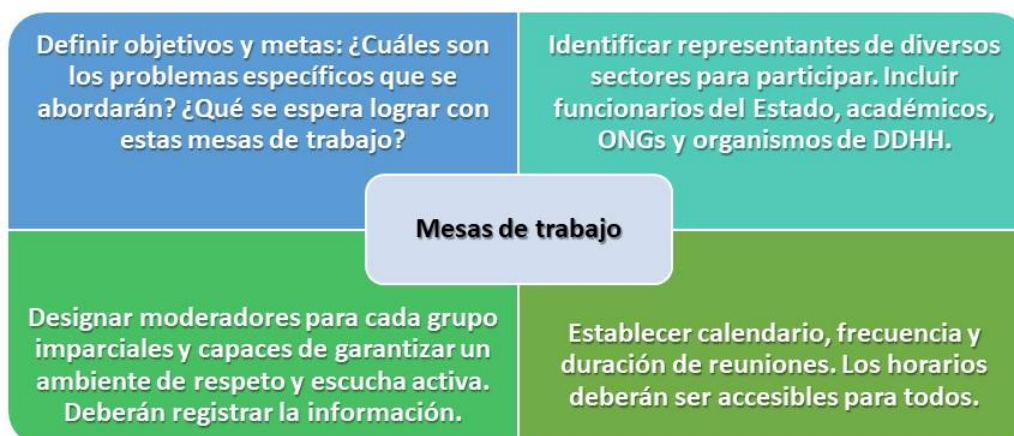 Definir objetivos y metas: ¿Cuáles son
los problemas específicos que se
abordarán? ¿Qué se espera lograr con
estas mesas de trabajo?
Identificar representantes de diversos
sectores para participar. Incluir
funcionarios del Estado, académicos,
ONGs y organismos de DDHH.
Mesas de trabajo
Designar moderadores para cada grupo
imparciales y capaces de garantizar un
ambiente de respeto y escucha activa.
Deberán registrar la información.
Establecer calendario, frecuencia y
duración de reuniones. Los horarios
deberán ser accesibles para todos.